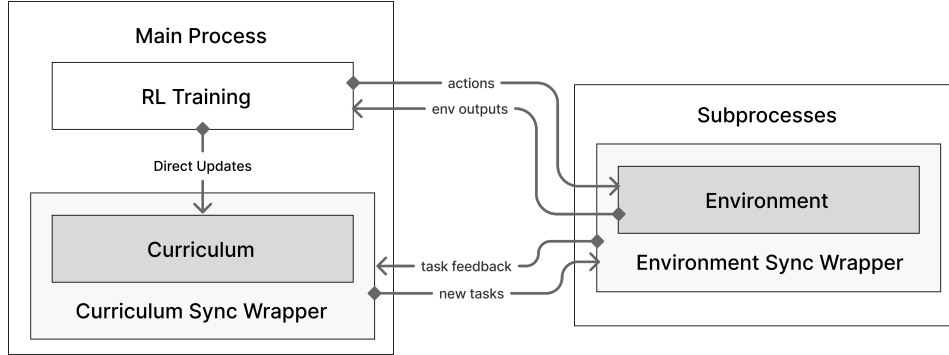 Main Process
RL Training
Direct Updates
Curriculum
Curriculum Sync Wrapper
actions
env outputs
task feedback
new tasks
Subprocesses
Environment
Environment Sync Wrapper